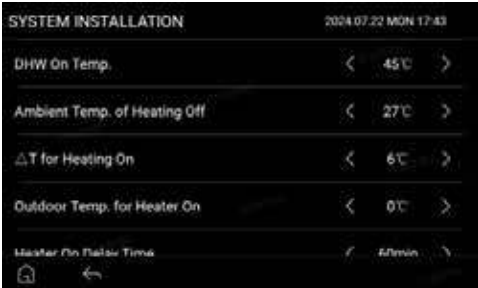 SYSTEM INSTALLATION 2024.07.22 MON 17:43
DHW On Temp. 45℃
Ambient Temp. of Heating Off 27℃
△T for Heating On 6℃
Outdoor Temp. for Heater On 0℃
Heater On Delay Time 60min